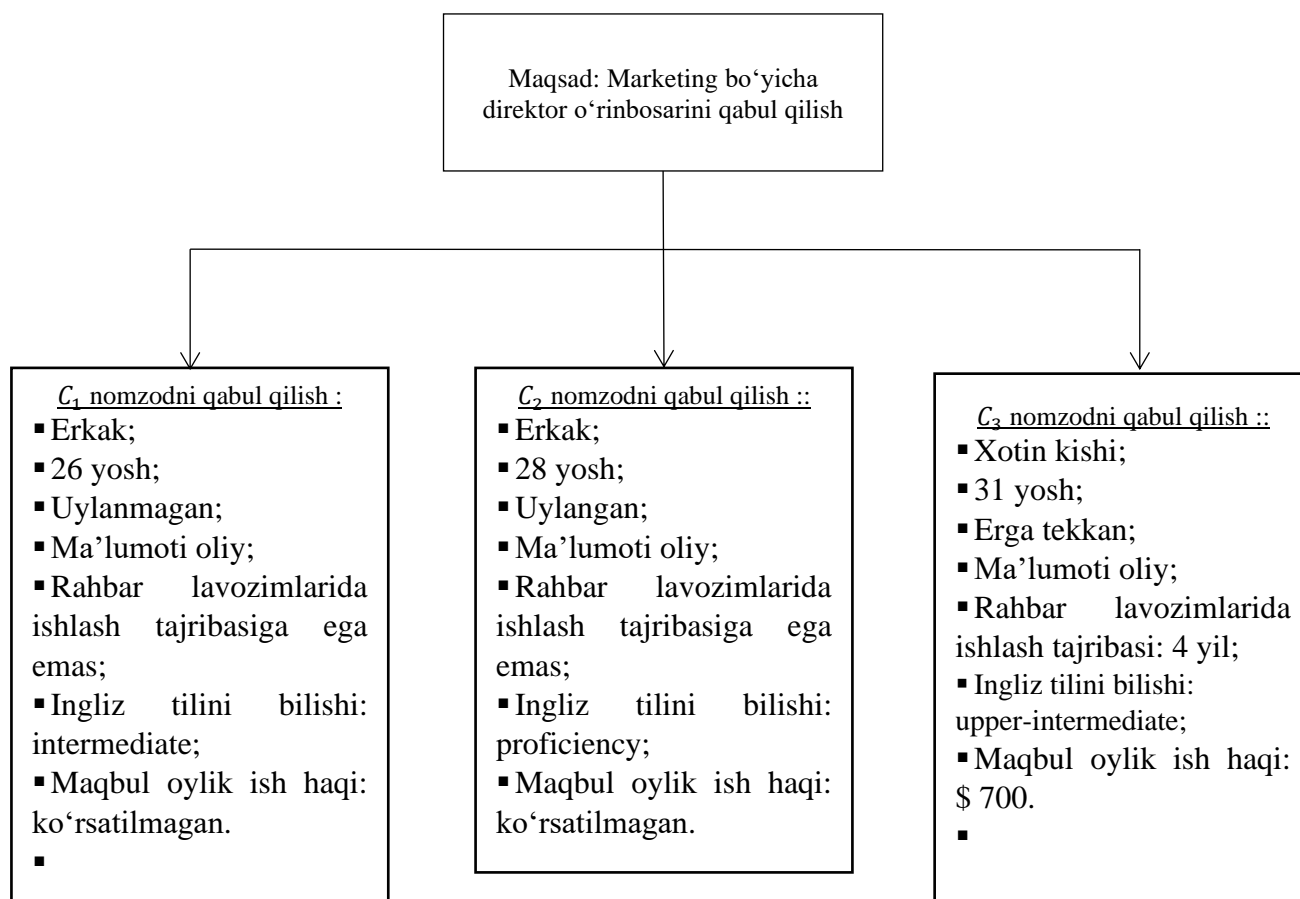 Maqsad: Marketing bo‘yicha
direktor o‘rinbosarini qabul qilish
C₁ nomzodni qabul qilish :
▪ Erkak;
▪ 26 yosh;
▪ Uylanmagan;
▪ Ma’lumoti oliy;
▪ Rahbar lavozimlarida
ishlash tajribasiga ega
emas;
▪ Ingliz tilini bilishi:
intermediate;
▪ Maqbul oylik ish haqi:
ko‘rsatilmagan.
▪
C₂ nomzodni qabul qilish ::
▪ Erkak;
▪ 28 yosh;
▪ Uylangan;
▪ Ma’lumoti oliy;
▪ Rahbar lavozimlarida
ishlash tajribasiga ega
emas;
▪ Ingliz tilini bilishi:
proficiency;
▪ Maqbul oylik ish haqi:
ko‘rsatilmagan.
C₃ nomzodni qabul qilish ::
▪ Xotin kishi;
▪ 31 yosh;
▪ Erga tekkan;
▪ Ma’lumoti oliy;
▪ Rahbar lavozimlarida
ishlash tajribasi: 4 yil;
▪ Ingliz tilini bilishi:
upper-intermediate;
▪ Maqbul oylik ish haqi:
$ 700.
▪